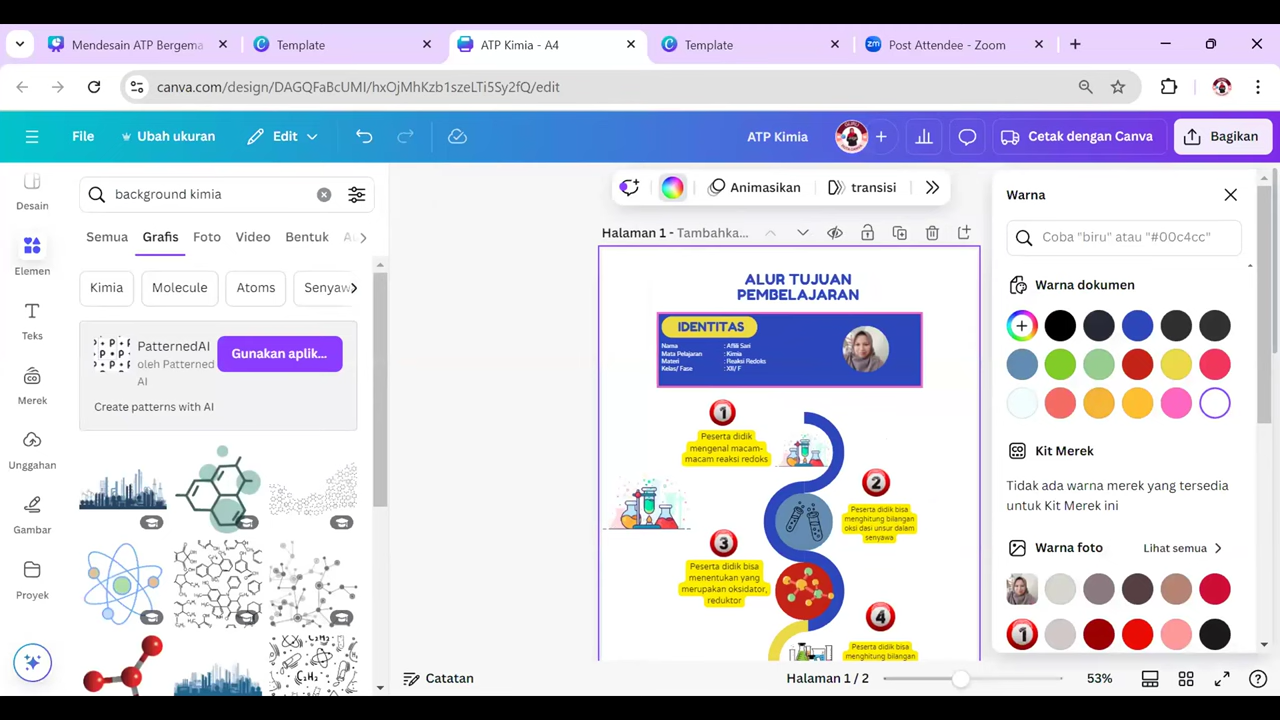 Mendesain ATP Bergema
Template
ATP Kimia - A4
Template
Post Attendee - Zoom
canva.com/design/DAGQFaBcUMI/hxOjMhKzb1szeLTi5Sy2fQ/edit
File
Ubah ukuran
Edit
ATP Kimia
Cetak dengan Canva
Bagikan
Desain
Elemen
Teks
Merek
Unggahan
Gambar
Proyek
background kimia
Semua
Grafis
Foto
Video
Bentuk
Kimia
Molecule
Atoms
Senyaw
PatternedAI
oleh Patterned
AI
Gunakan aplik...
Create patterns with AI
Animasikan
transisi
Halaman 1 - Tambahka...
ALUR TUJUAN
PEMBELAJARAN
IDENTITAS
Nama : Aflili Sari
Mata Pelajaran : Kimia
Materi : Reaksi Redoks
Kelas/ Fase : XII/ F
1
Peserta didik
mengenal macam-
macam reaksi redoks
2
Peserta didik bisa
menghitung bilangan
oksi dasi unsur dalam
senyawa
3
Peserta didik bisa
menentukan yang
merupakan oksidator,
reduktor
4
Peserta didik bisa
menghitung bilangan
Warna
Coba "biru" atau "#00c4cc"
Warna dokumen
Kit Merek
Tidak ada warna merek yang tersedia
untuk Kit Merek ini
Warna foto
Lihat semua
1
Catatan
Halaman 1 / 2
53%